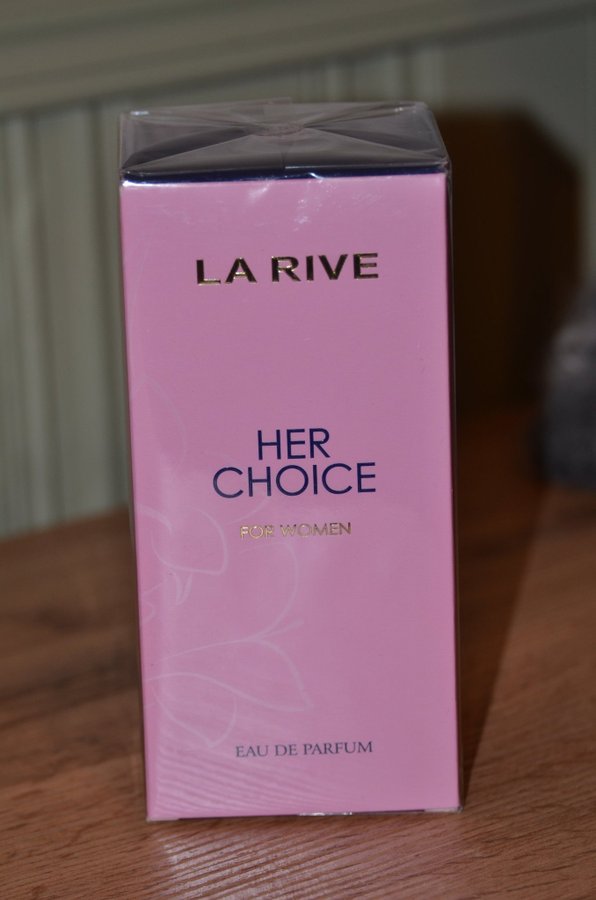 LA RIVE
HER
CHOICE
FOR WOMEN
EAU DE PARFUM